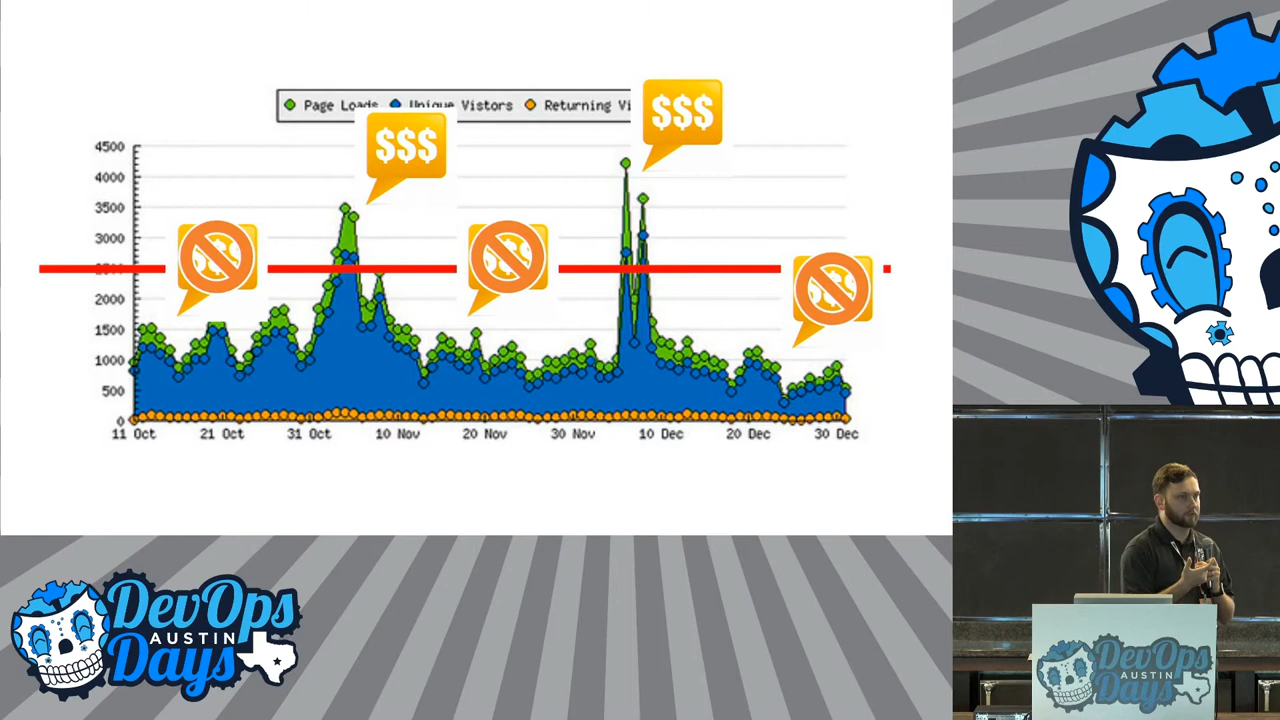 Page Loads Unique Vistors Returning Vi
$$$
$$$
4500
4000
3500
3000
2000
1500
1000
500
0
11 Oct 21 Oct 31 Oct 10 Nov 20 Nov 30 Nov 10 Dec 20 Dec 30 Dec
DevOps
AUSTIN
Days
DevOps
AUSTIN
Days